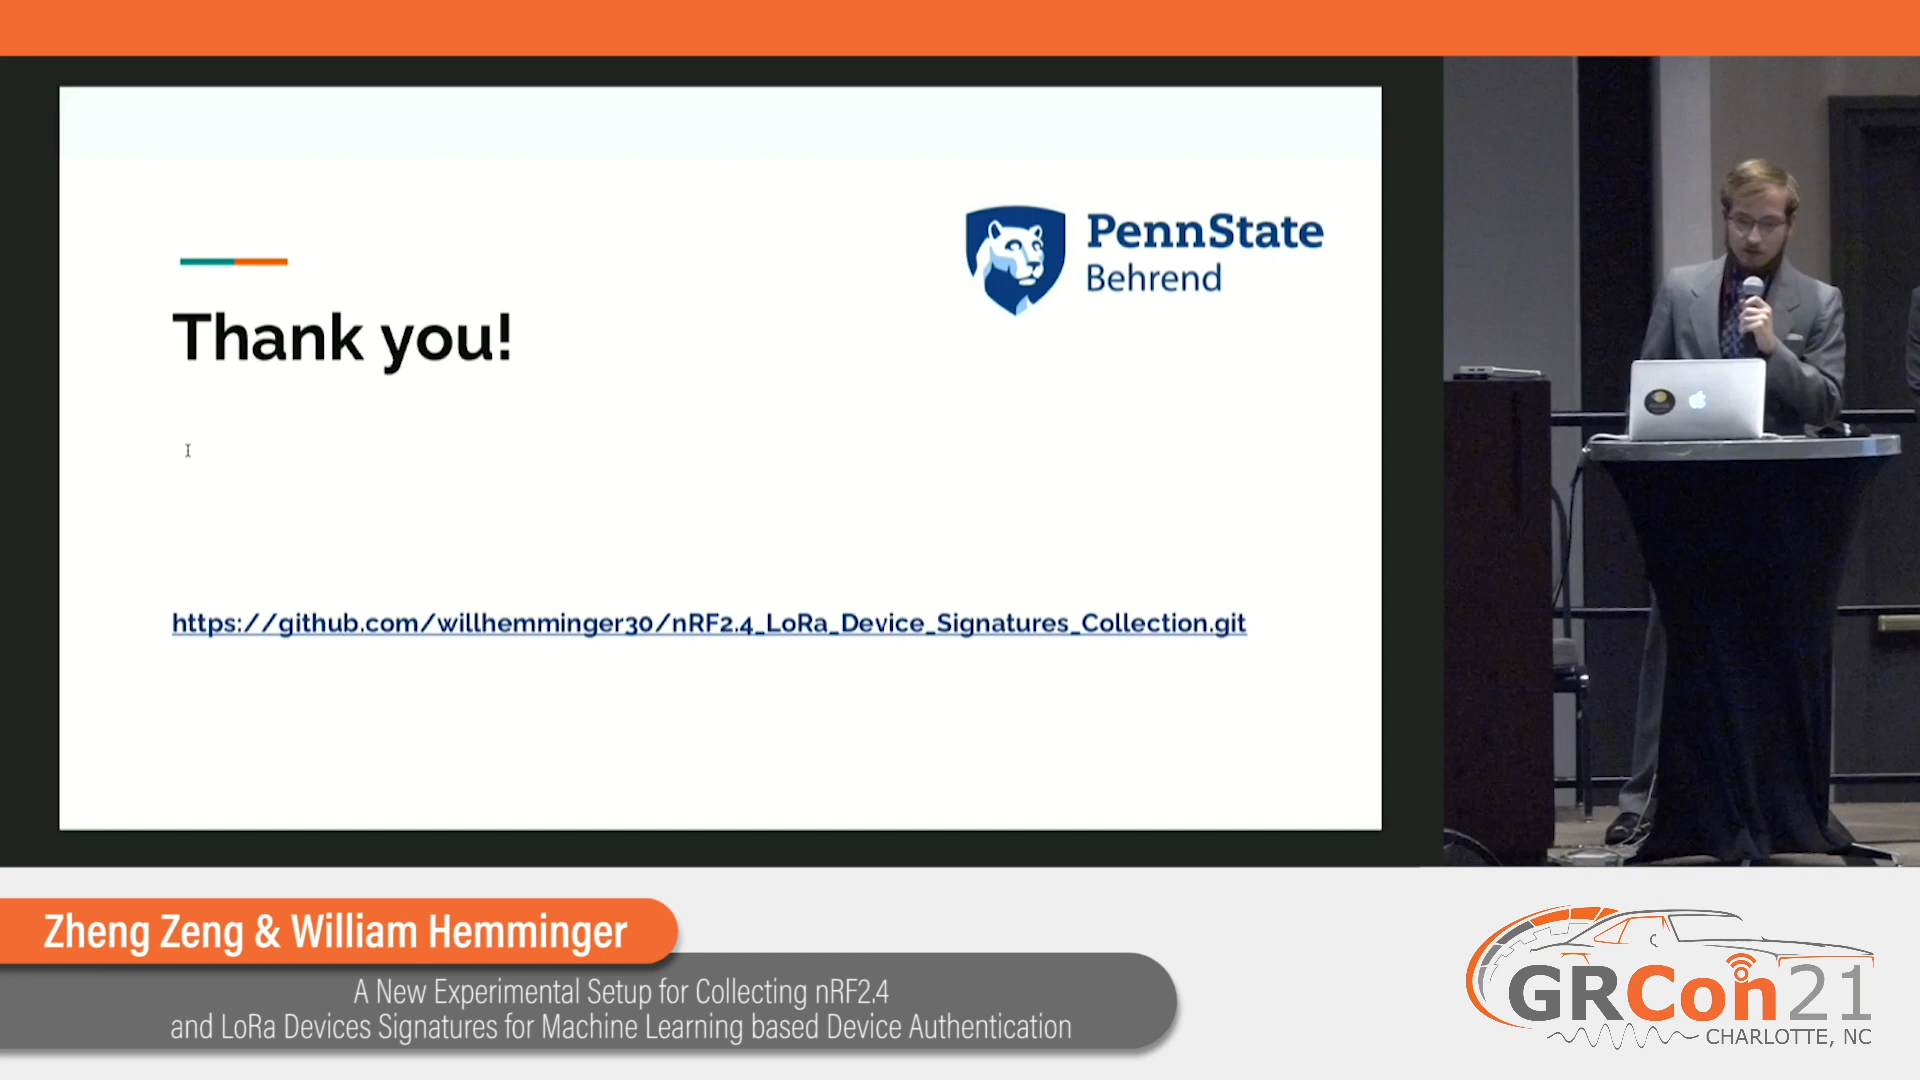 PennState
Behrend
Thank you!
https://github.com/willhemminger30/nRF2.4_LoRa_Device_Signatures_Collection.git
Zheng Zeng & William Hemminger
A New Experimental Setup for Collecting nRF2.4
and LoRa Devices Signatures for Machine Learning based Device Authentication
GRCon21
CHARLOTTE, NC